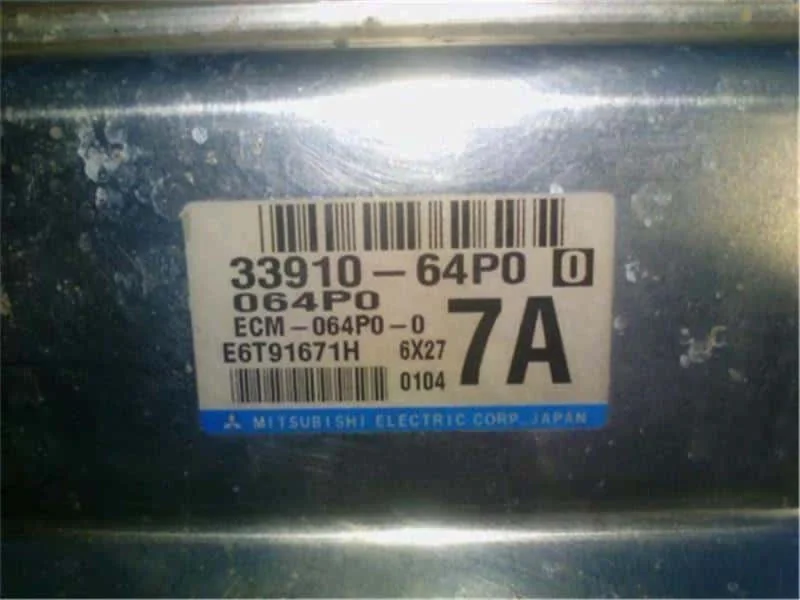 33910-64P0 0
064P0
ECM-064P0-0
7A
E6T91671H 6X27
0104
MITSUBISHI ELECTRIC CORP. JAPAN